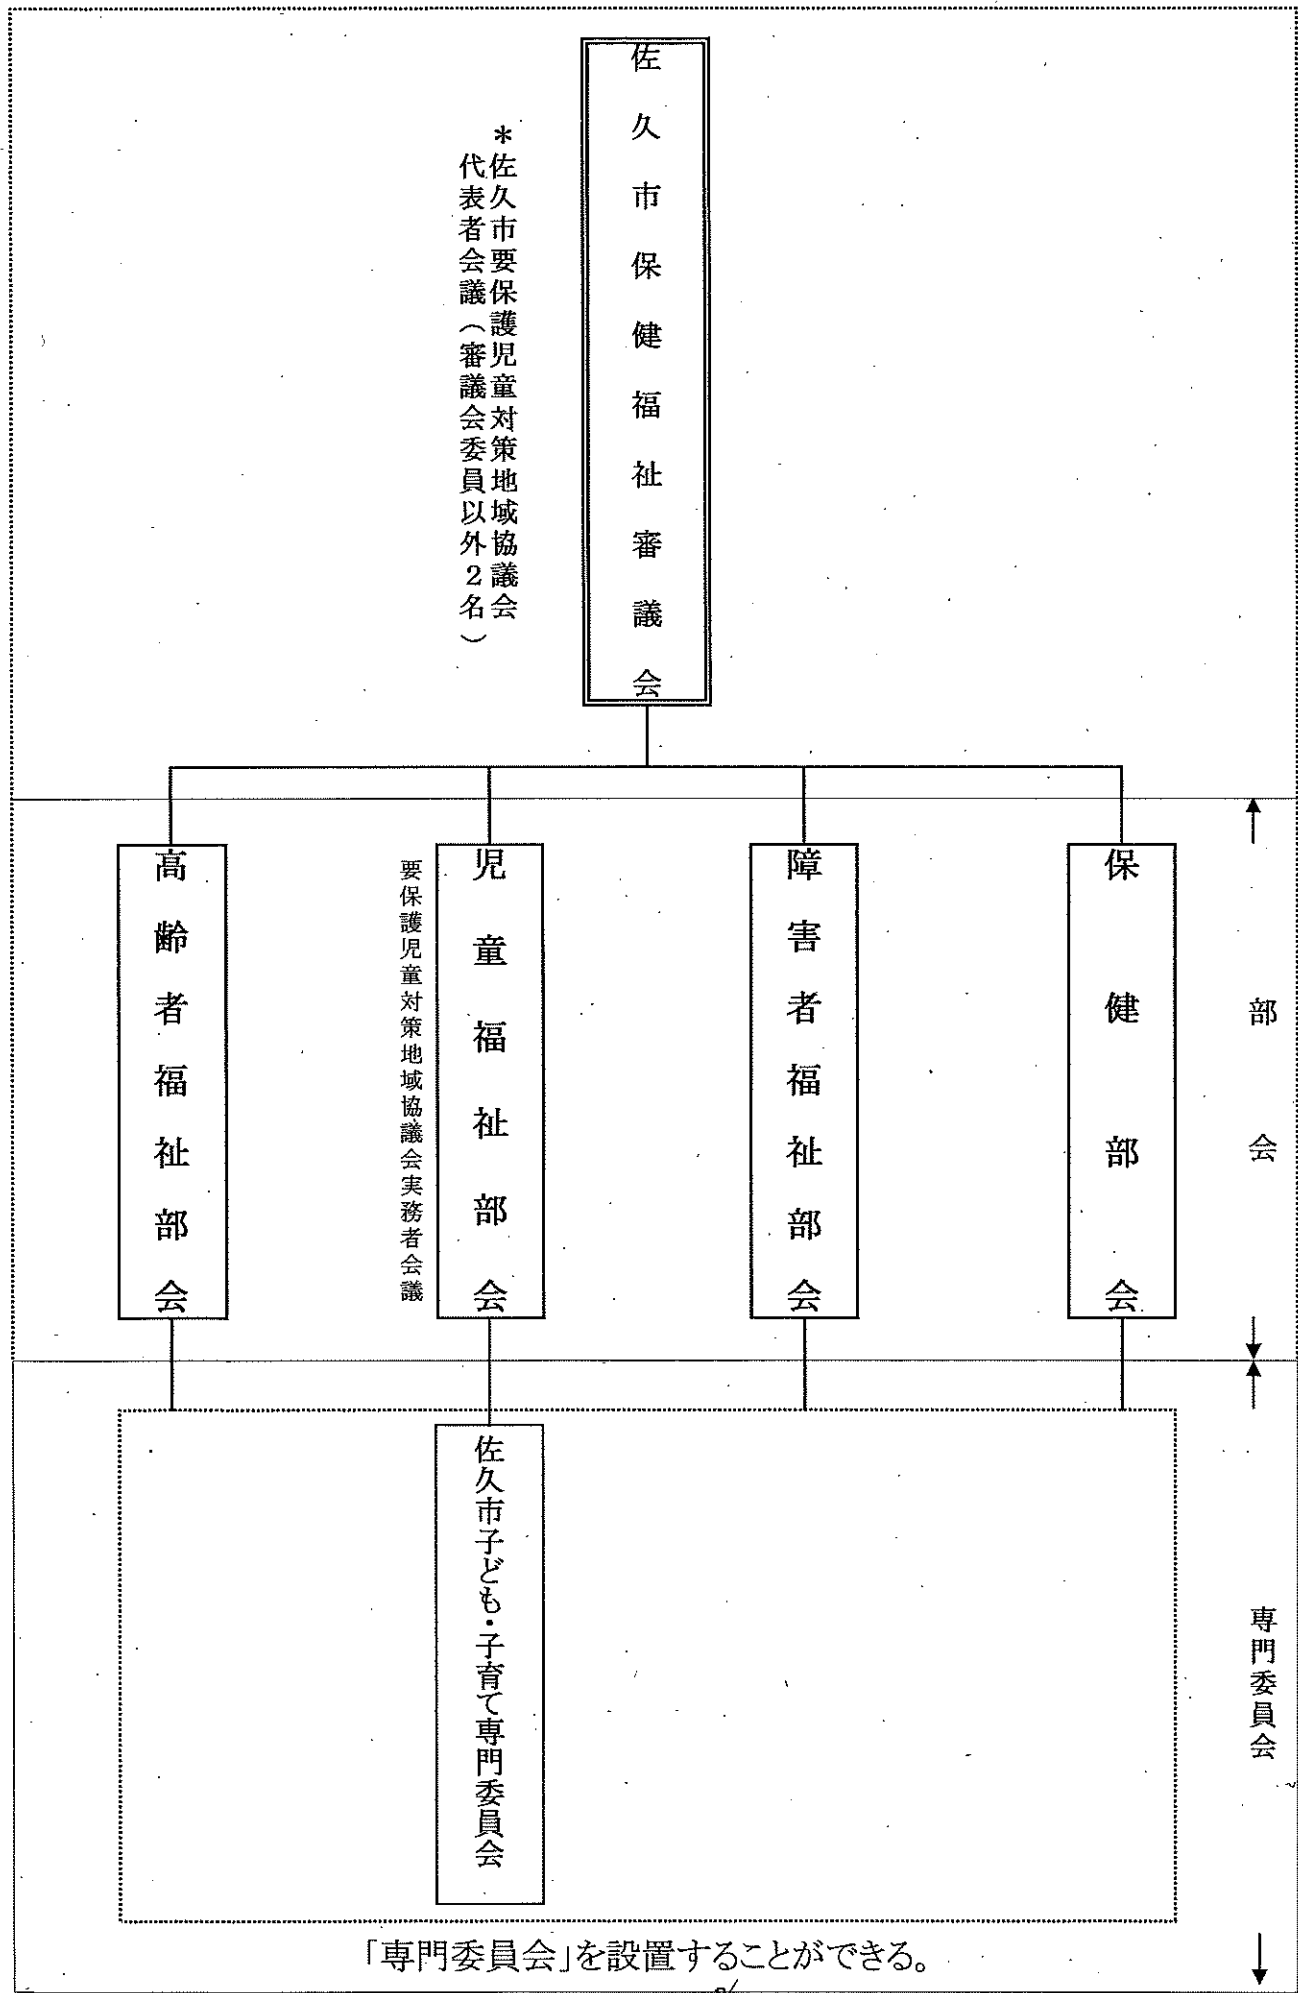 佐久市保健福祉審議会
*佐久市要保護児童対策地域協議会
代表者会議(審議会委員以外2名)
部会
保健部会
障害者福祉部会
児童福祉部会
要保護児童対策地域協議会実務者会議
高齢者福祉部会
専門委員会
佐久市子ども・子育て専門委員会
「専門委員会」を設置することができる。